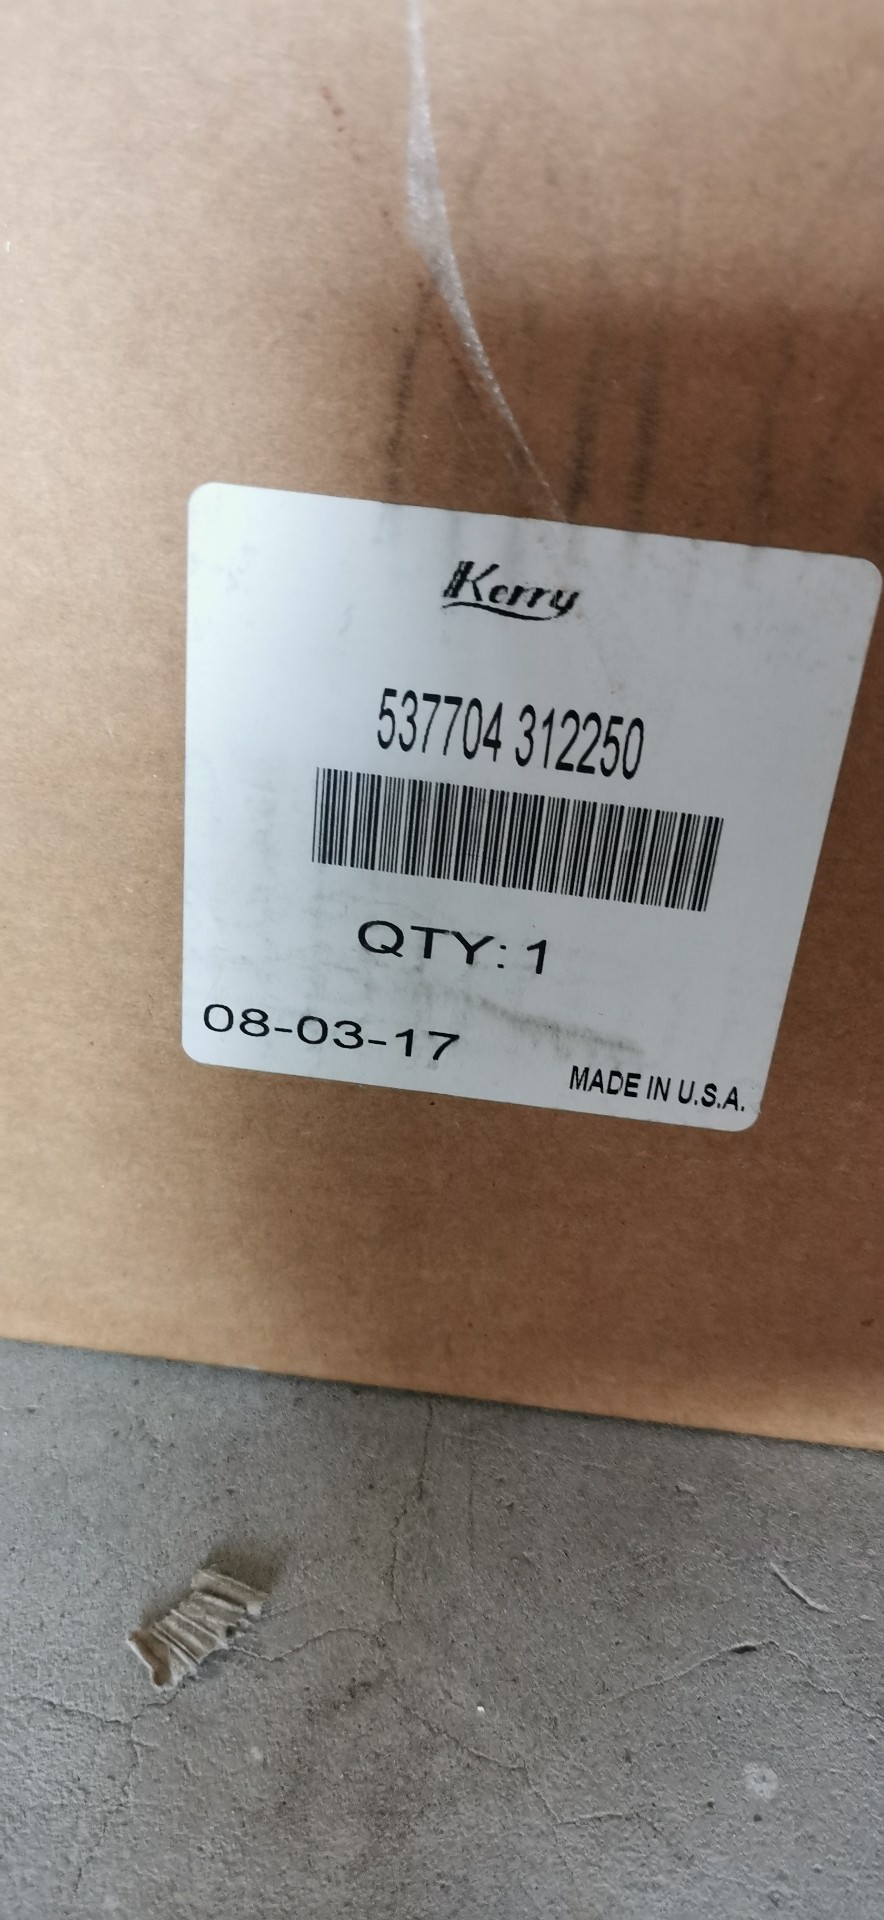 Kerry
537704 312250
QTY: 1
08-03-17
MADE IN U.S.A.